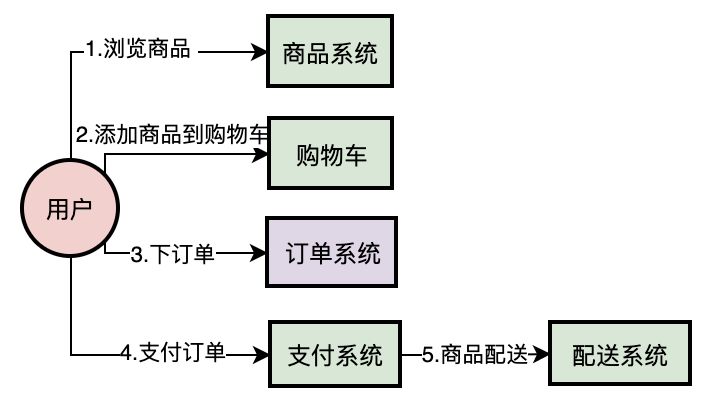 1.浏览商品
商品系统
2.添加商品到购物车
购物车
用户
3.下订单
订单系统
4.支付订单
支付系统
5.商品配送
配送系统